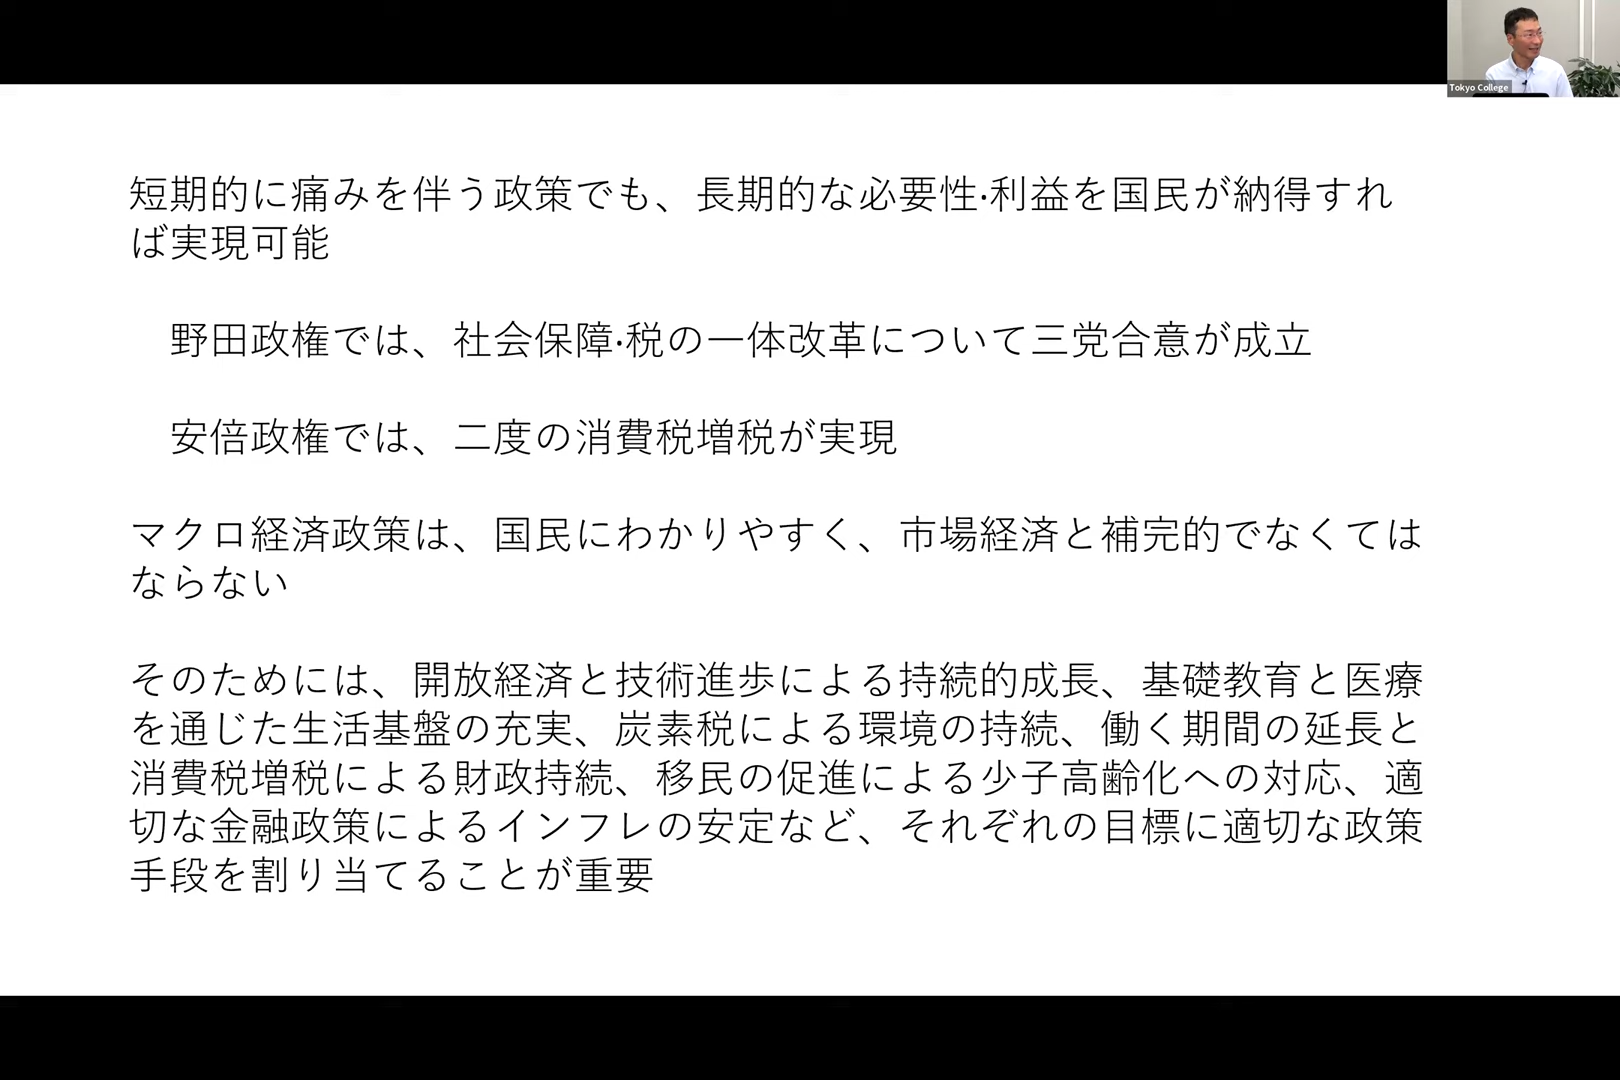 Tokyo College
短期的に痛みを伴う政策でも、長期的な必要性·利益を国民が納得すれ
ば実現可能
野田政権では、社会保障·税の一体改革について三党合意が成立
安倍政権では、二度の消費税増税が実現
マクロ経済政策は、国民にわかりやすく、市場経済と補完的でなくては
ならない
そのためには、開放経済と技術進歩による持続的成長、基礎教育と医療
を通じた生活基盤の充実、炭素税による環境の持続、働く期間の延長と
消費税増税による財政持続、移民の促進による少子高齢化への対応、適
切な金融政策によるインフレの安定など、それぞれの目標に適切な政策
手段を割り当てることが重要